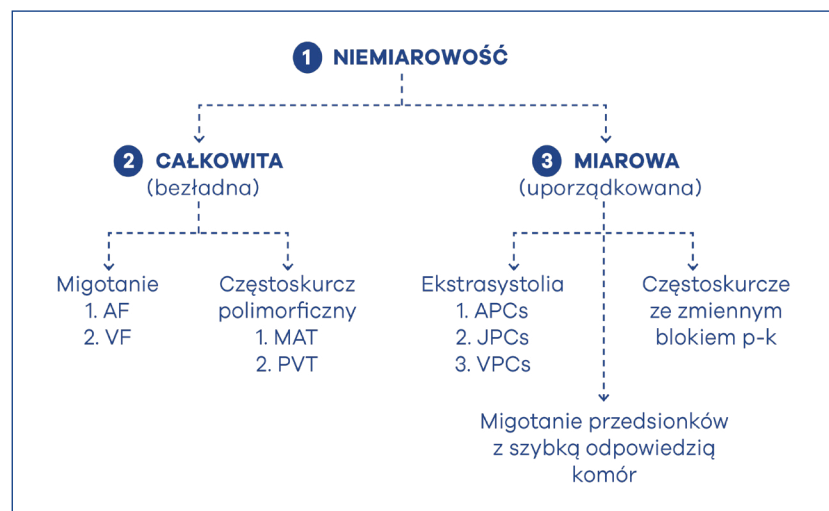 1 NIEMIAROWOŚĆ
2 CAŁKOWITA
(bezładna)
3 MIAROWA
(uporządkowana)
Migotanie
1. AF
2. VF
Częstoskurcz
polimorficzny
1. MAT
2. PVT
Ekstrasystolia
1. APCs
2. JPCs
3. VPCs
Częstoskurcze
ze zmiennym
blokiem p-k
Migotanie przedsionków
z szybką odpowiedzią
komór